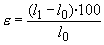 ε = (l₁ − l₀)·100 / l₀